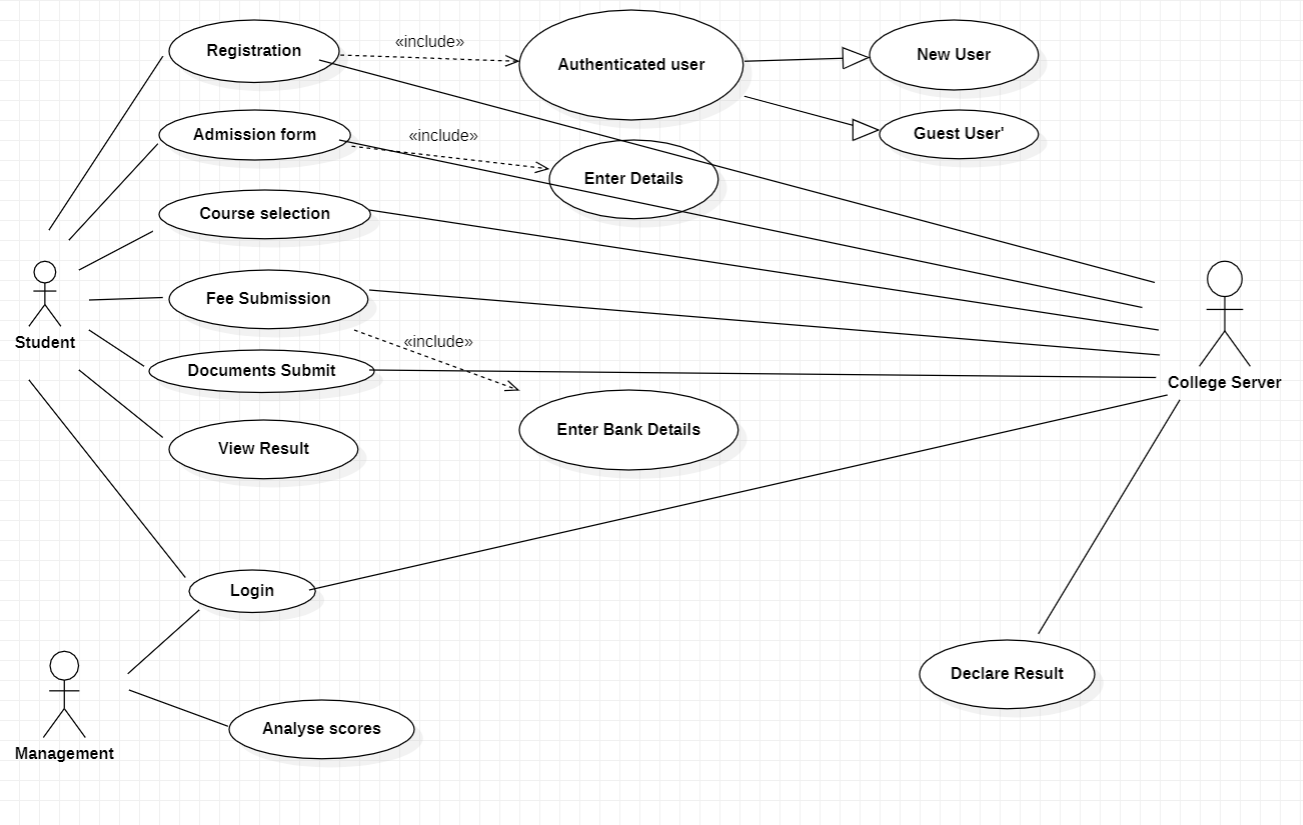 Registration
«include»
Authenticated user
New User
Admission form
«include»
Guest User'
Enter Details
Course selection
Fee Submission
Student
«include»
Documents Submit
College Server
Enter Bank Details
View Result
Login
Declare Result
Analyse scores
Management